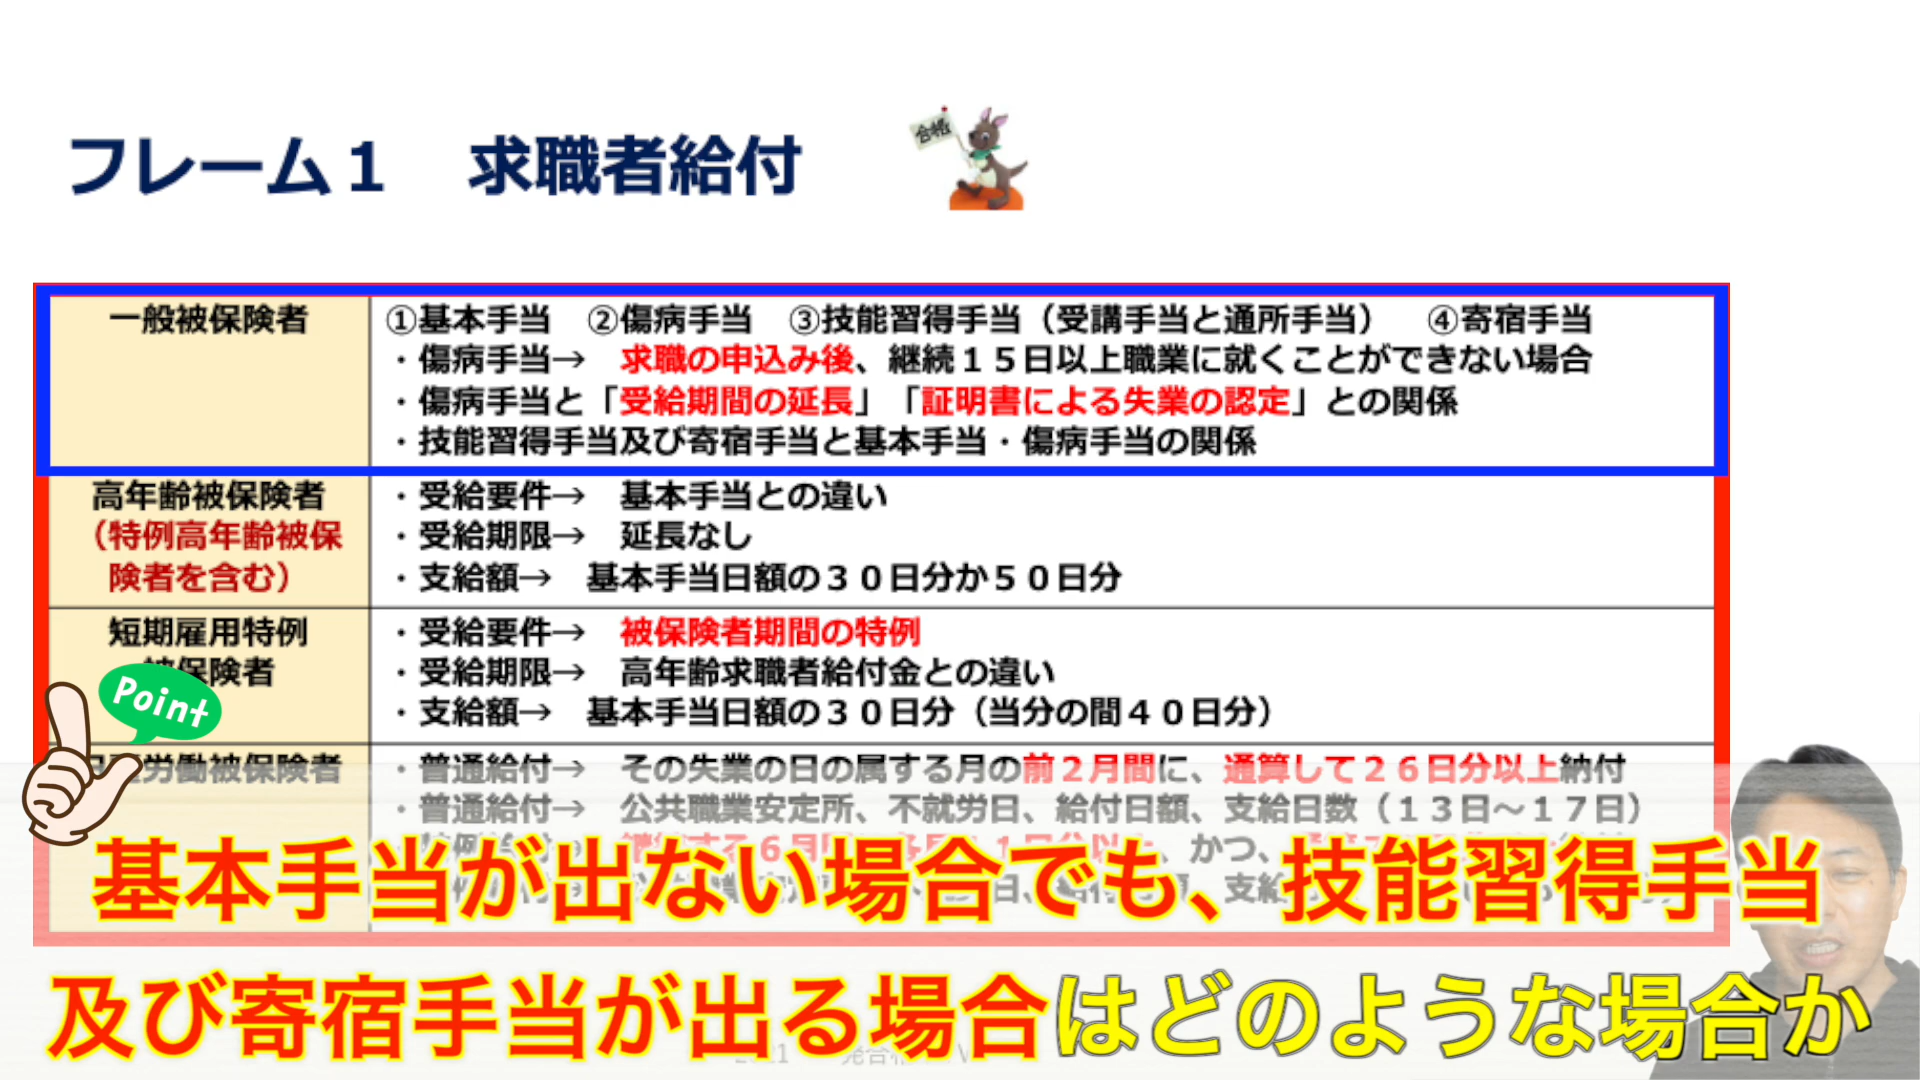 フレーム１　求職者給付
合格
一般被保険者
①基本手当　②傷病手当　③技能習得手当（受講手当と通所手当）　④寄宿手当
・傷病手当→　求職の申込み後、継続１５日以上職業に就くことができない場合
・傷病手当と「受給期間の延長」「証明書による失業の認定」との関係
・技能習得手当及び寄宿手当と基本手当・傷病手当の関係
高年齢被保険者
（特例高年齢被保
険者を含む）
・受給要件→　基本手当との違い
・受給期限→　延長なし
・支給額→　基本手当日額の３０日分か５０日分
短期雇用特例
保険者
・受給要件→　被保険者期間の特例
・受給期限→　高年齢求職者給付金との違い
・支給額→　基本手当日額の３０日分（当分の間４０日分）
Point
労働被保険者
・普通給付→　その失業の日の属する月の前２月間に、通算して２６日分以上納付
・普通給付→　公共職業安定所、不就労日、給付日額、支給日数（１３日～１７日）
、かつ、
基本手当が出ない場合でも、技能習得手当
及び寄宿手当が出る場合はどのような場合か